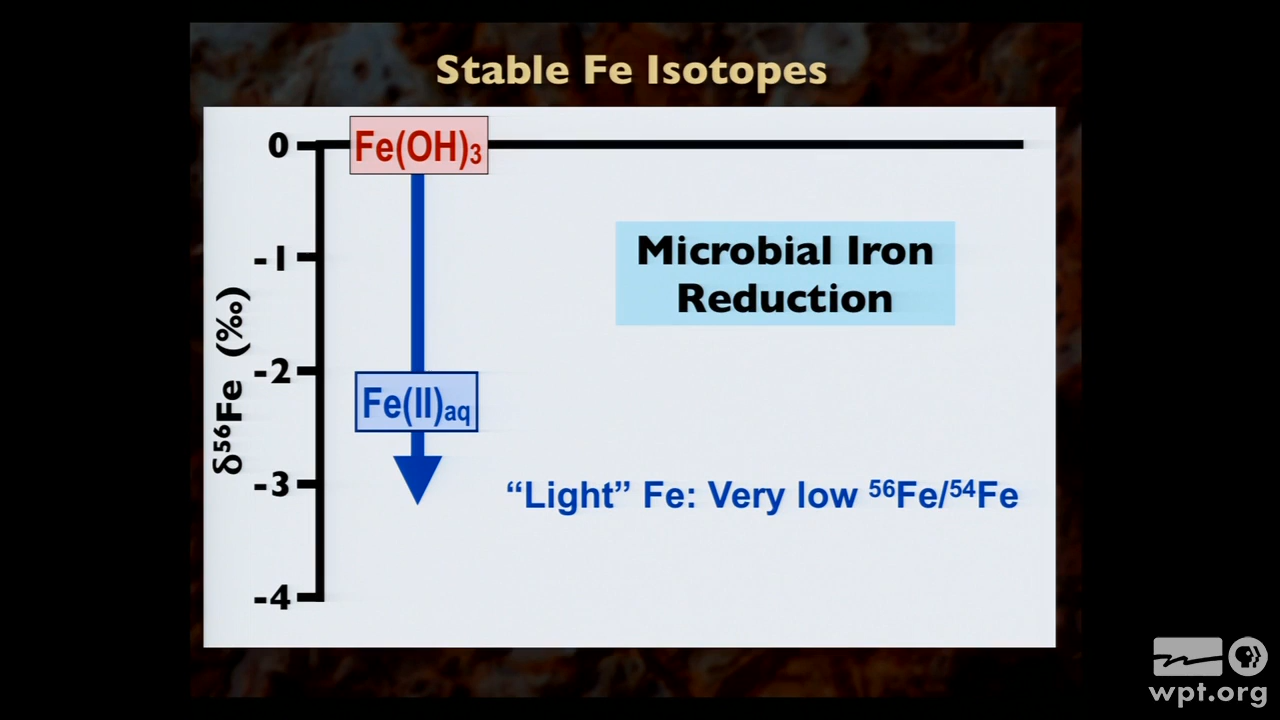 Stable Fe Isotopes
0
Fe(OH)₃
-1
Microbial Iron
Reduction
δ⁵⁶Fe (‰)
-2
Fe(II)aq
-3
“Light” Fe: Very low ⁵⁶Fe/⁵⁴Fe
-4
wpt.org